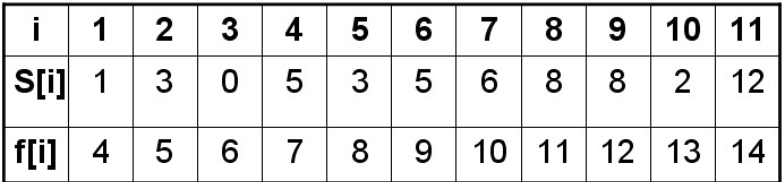 i 1 2 3 4 5 6 7 8 9 10 11
S[i] 1 3 0 5 3 5 6 8 8 2 12
f[i] 4 5 6 7 8 9 10 11 12 13 14